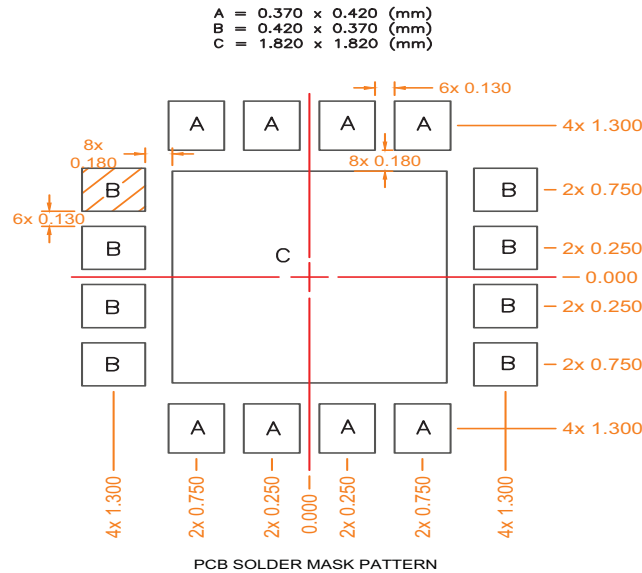 A = 0.370 x 0.420 (mm)
B = 0.420 x 0.370 (mm)
C = 1.820 x 1.820 (mm)
6x 0.130
A A A A
4x 1.300
8x
0.180
8x 0.180
B
B
2x 0.750
6x 0.130
B
B
2x 0.250
C
0.000
B
B
2x 0.250
B
B
2x 0.750
A A A A
4x 1.300
4x 1.300
2x 0.750
2x 0.250
0.000
2x 0.250
2x 0.750
4x 1.300
PCB SOLDER MASK PATTERN